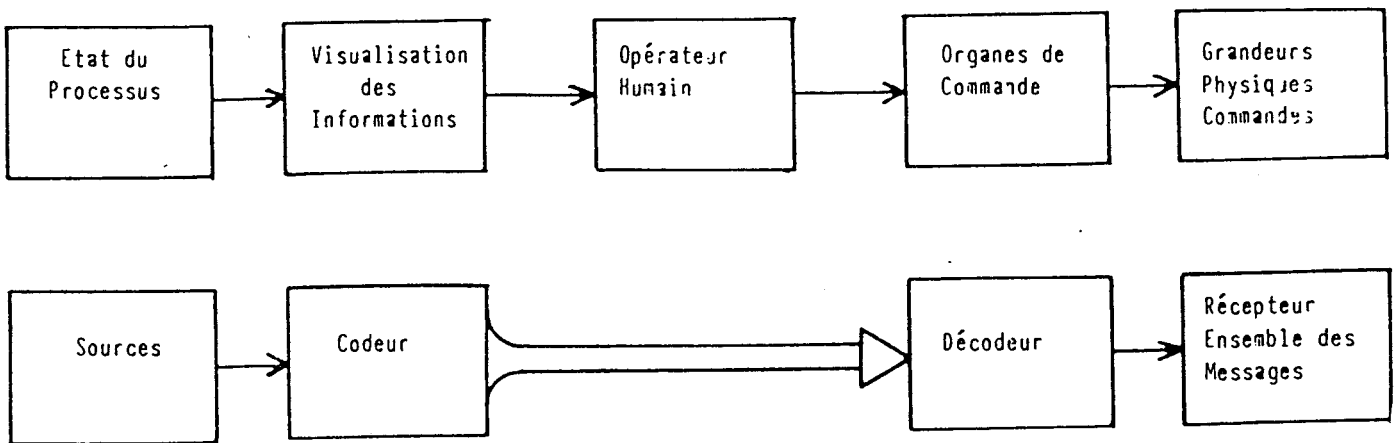 Etat du
Processus
Visualisation
des
Informations
Opérateur
Humain
Organes de
Commande
Grandeurs
Physiques
Commandes
Sources
Codeur
Décodeur
Récepteur
Ensemble des
Messages